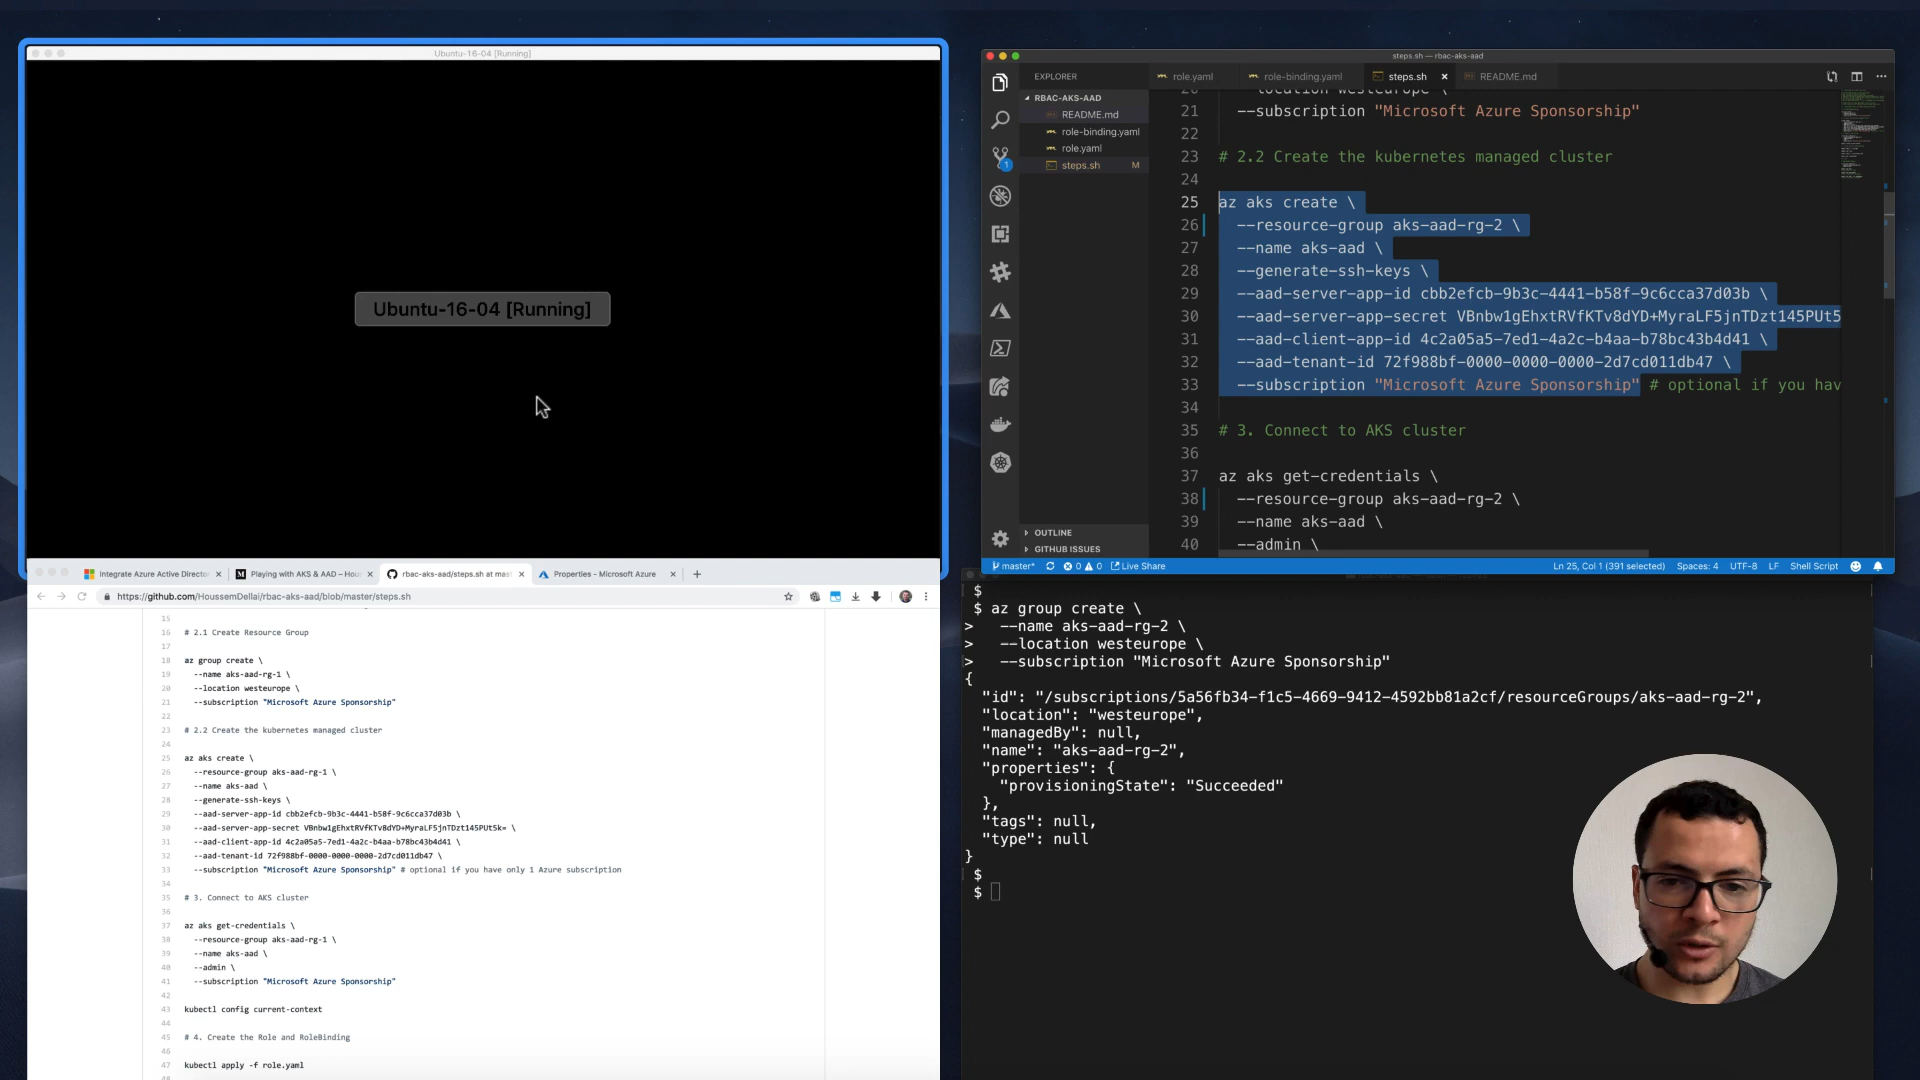 Ubuntu-16-04 [Running]
Ubuntu-16-04 [Running]
steps.sh — rbac-aks-aad
EXPLORER
role.yaml
role-binding.yaml
steps.sh
README.md
RBAC-AKS-AAD
README.md
role-binding.yaml
role.yaml
steps.sh M
OUTLINE
GITHUB ISSUES
1
20 --location westeurope \
21 --subscription "Microsoft Azure Sponsorship"
22
23 # 2.2 Create the kubernetes managed cluster
24
25 az aks create \
26 --resource-group aks-aad-rg-2 \
27 --name aks-aad \
28 --generate-ssh-keys \
29 --aad-server-app-id cbb2efcb-9b3c-4441-b58f-9c6cca37d03b \
30 --aad-server-app-secret VBnbw1gEhxtRVfKTv8dYD+MyraLF5jnTDzt145PUt5
31 --aad-client-app-id 4c2a05a5-7ed1-4a2c-b4aa-b78bc43b4d41 \
32 --aad-tenant-id 72f988bf-0000-0000-0000-2d7cd011db47 \
33 --subscription "Microsoft Azure Sponsorship" # optional if you hav
34
35 # 3. Connect to AKS cluster
36
37 az aks get-credentials \
38 --resource-group aks-aad-rg-2 \
39 --name aks-aad \
40 --admin \
master* 0 0 Live Share Ln 25, Col 1 (391 selected) Spaces: 4 UTF-8 LF Shell Script
Integrate Azure Active Director
Playing with AKS & AAD – Hous
rbac-aks-aad/steps.sh at mast
Properties - Microsoft Azure
https://github.com/HoussemDellai/rbac-aks-aad/blob/master/steps.sh
15
16 # 2.1 Create Resource Group
17
18 az group create \
19 --name aks-aad-rg-1 \
20 --location westeurope \
21 --subscription "Microsoft Azure Sponsorship"
22
23 # 2.2 Create the kubernetes managed cluster
24
25 az aks create \
26 --resource-group aks-aad-rg-1 \
27 --name aks-aad \
28 --generate-ssh-keys \
29 --aad-server-app-id cbb2efcb-9b3c-4441-b58f-9c6cca37d03b \
30 --aad-server-app-secret VBnbw1gEhxtRVfKTv8dYD+MyraLF5jnTDzt145PUt5k= \
31 --aad-client-app-id 4c2a05a5-7ed1-4a2c-b4aa-b78bc43b4d41 \
32 --aad-tenant-id 72f988bf-0000-0000-0000-2d7cd011db47 \
33 --subscription "Microsoft Azure Sponsorship" # optional if you have only 1 Azure subscription
34
35 # 3. Connect to AKS cluster
36
37 az aks get-credentials \
38 --resource-group aks-aad-rg-1 \
39 --name aks-aad \
40 --admin \
41 --subscription "Microsoft Azure Sponsorship"
42
43 kubectl config current-context
44
45 # 4. Create the Role and RoleBinding
46
47 kubectl apply -f role.yaml
48
$
$ az group create \
> --name aks-aad-rg-2 \
> --location westeurope \
> --subscription "Microsoft Azure Sponsorship"
{
"id": "/subscriptions/5a56fb34-f1c5-4669-9412-4592bb81a2cf/resourceGroups/aks-aad-rg-2",
"location": "westeurope",
"managedBy": null,
"name": "aks-aad-rg-2",
"properties": {
"provisioningState": "Succeeded"
},
"tags": null,
"type": null
}
$
$